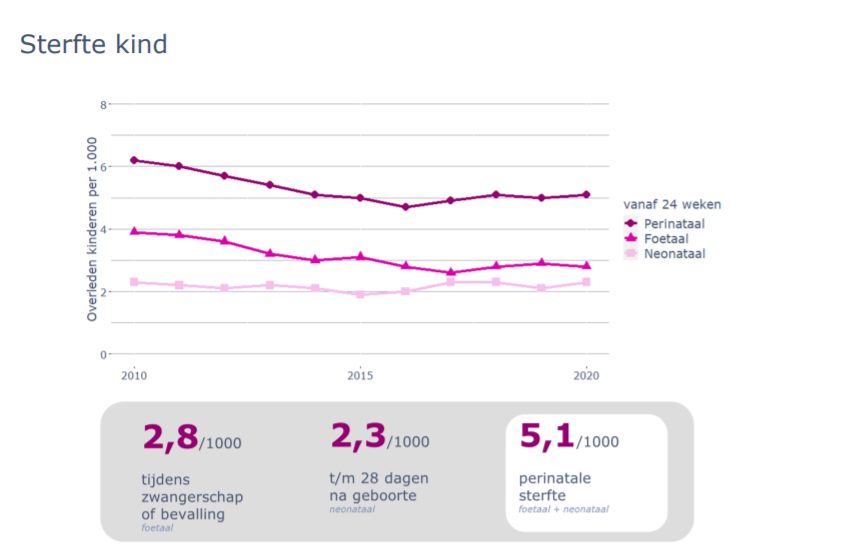 Sterfte kind
8
6
4
2
0
Overleden kinderen per 1.000
2010
2015
2020
vanaf 24 weken
Perinataal
Foetaal
Neonataal
2,8/1000
tijdens
zwangerschap
of bevalling
foetaal
2,3/1000
t/m 28 dagen
na geboorte
neonataal
5,1/1000
perinatale
sterfte
foetaal + neonataal